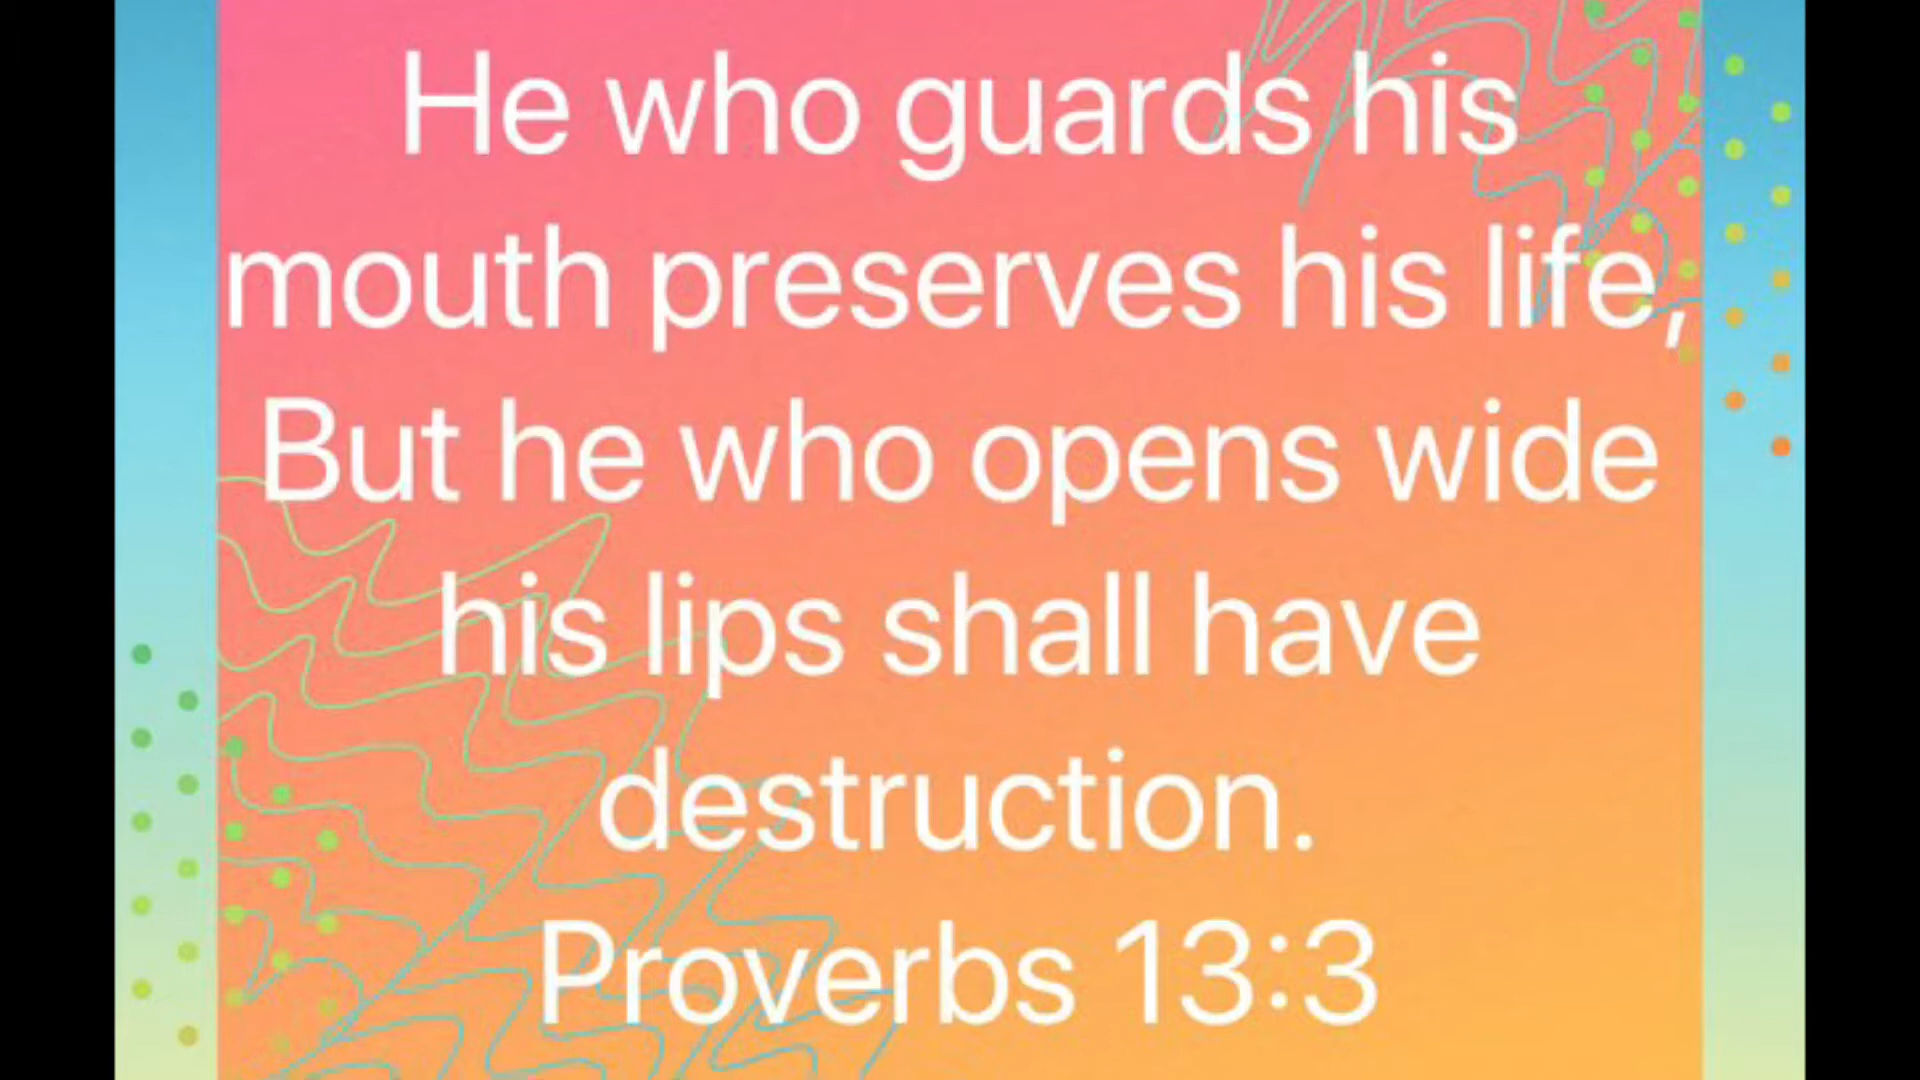 He who guards his
mouth preserves his life,
But he who opens wide
his lips shall have
destruction.
Proverbs 13:3